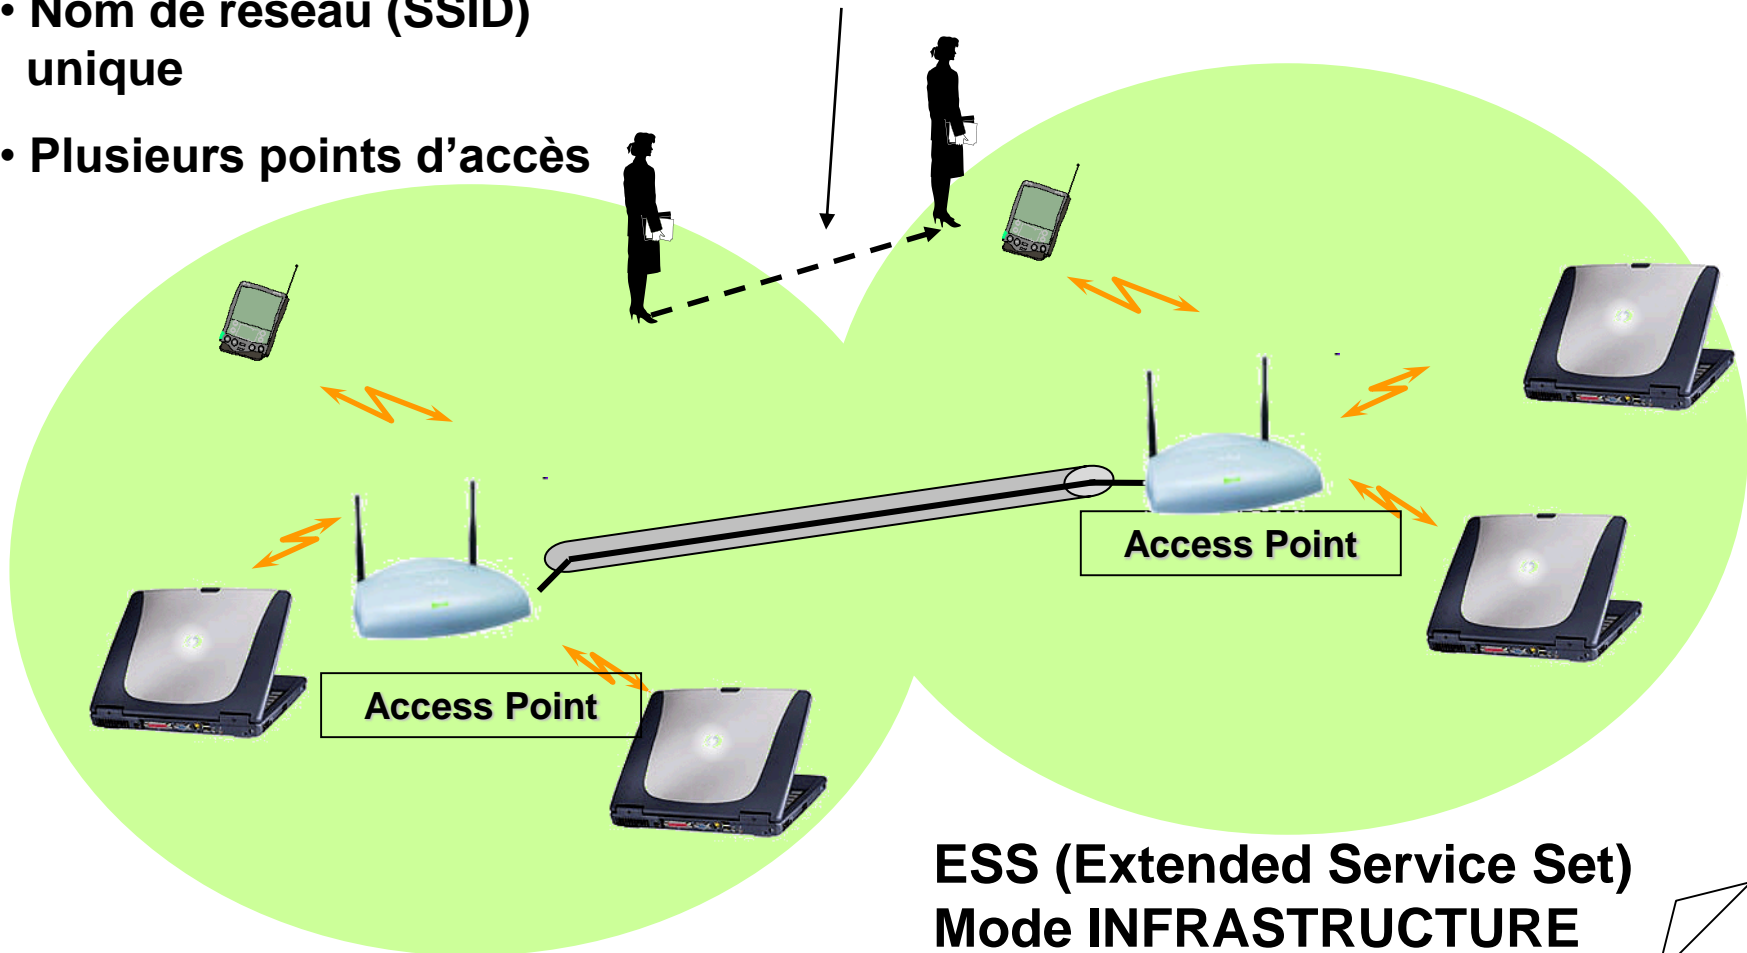 • Nom de réseau (SSID)
unique
• Plusieurs points d’accès
Access Point
Access Point
ESS (Extended Service Set)
Mode INFRASTRUCTURE